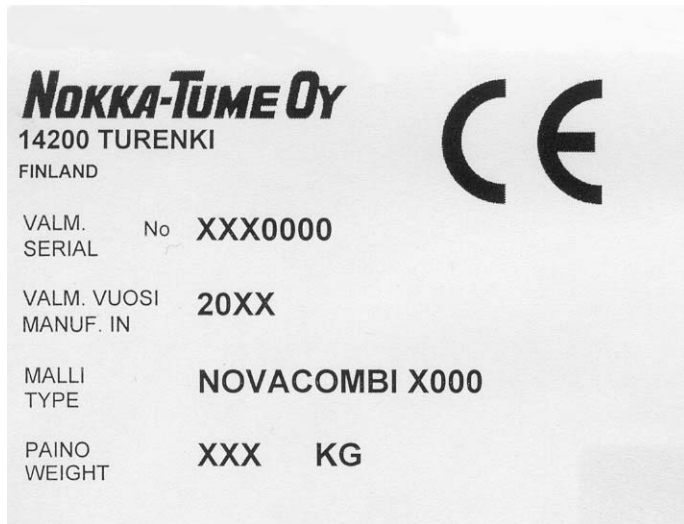 NOKKA-TUME OY
14200 TURENKI
FINLAND
CE
VALM. No XXX0000
SERIAL
VALM. VUOSI 20XX
MANUF. IN
MALLI NOVACOMBI X000
TYPE
PAINO XXX KG
WEIGHT